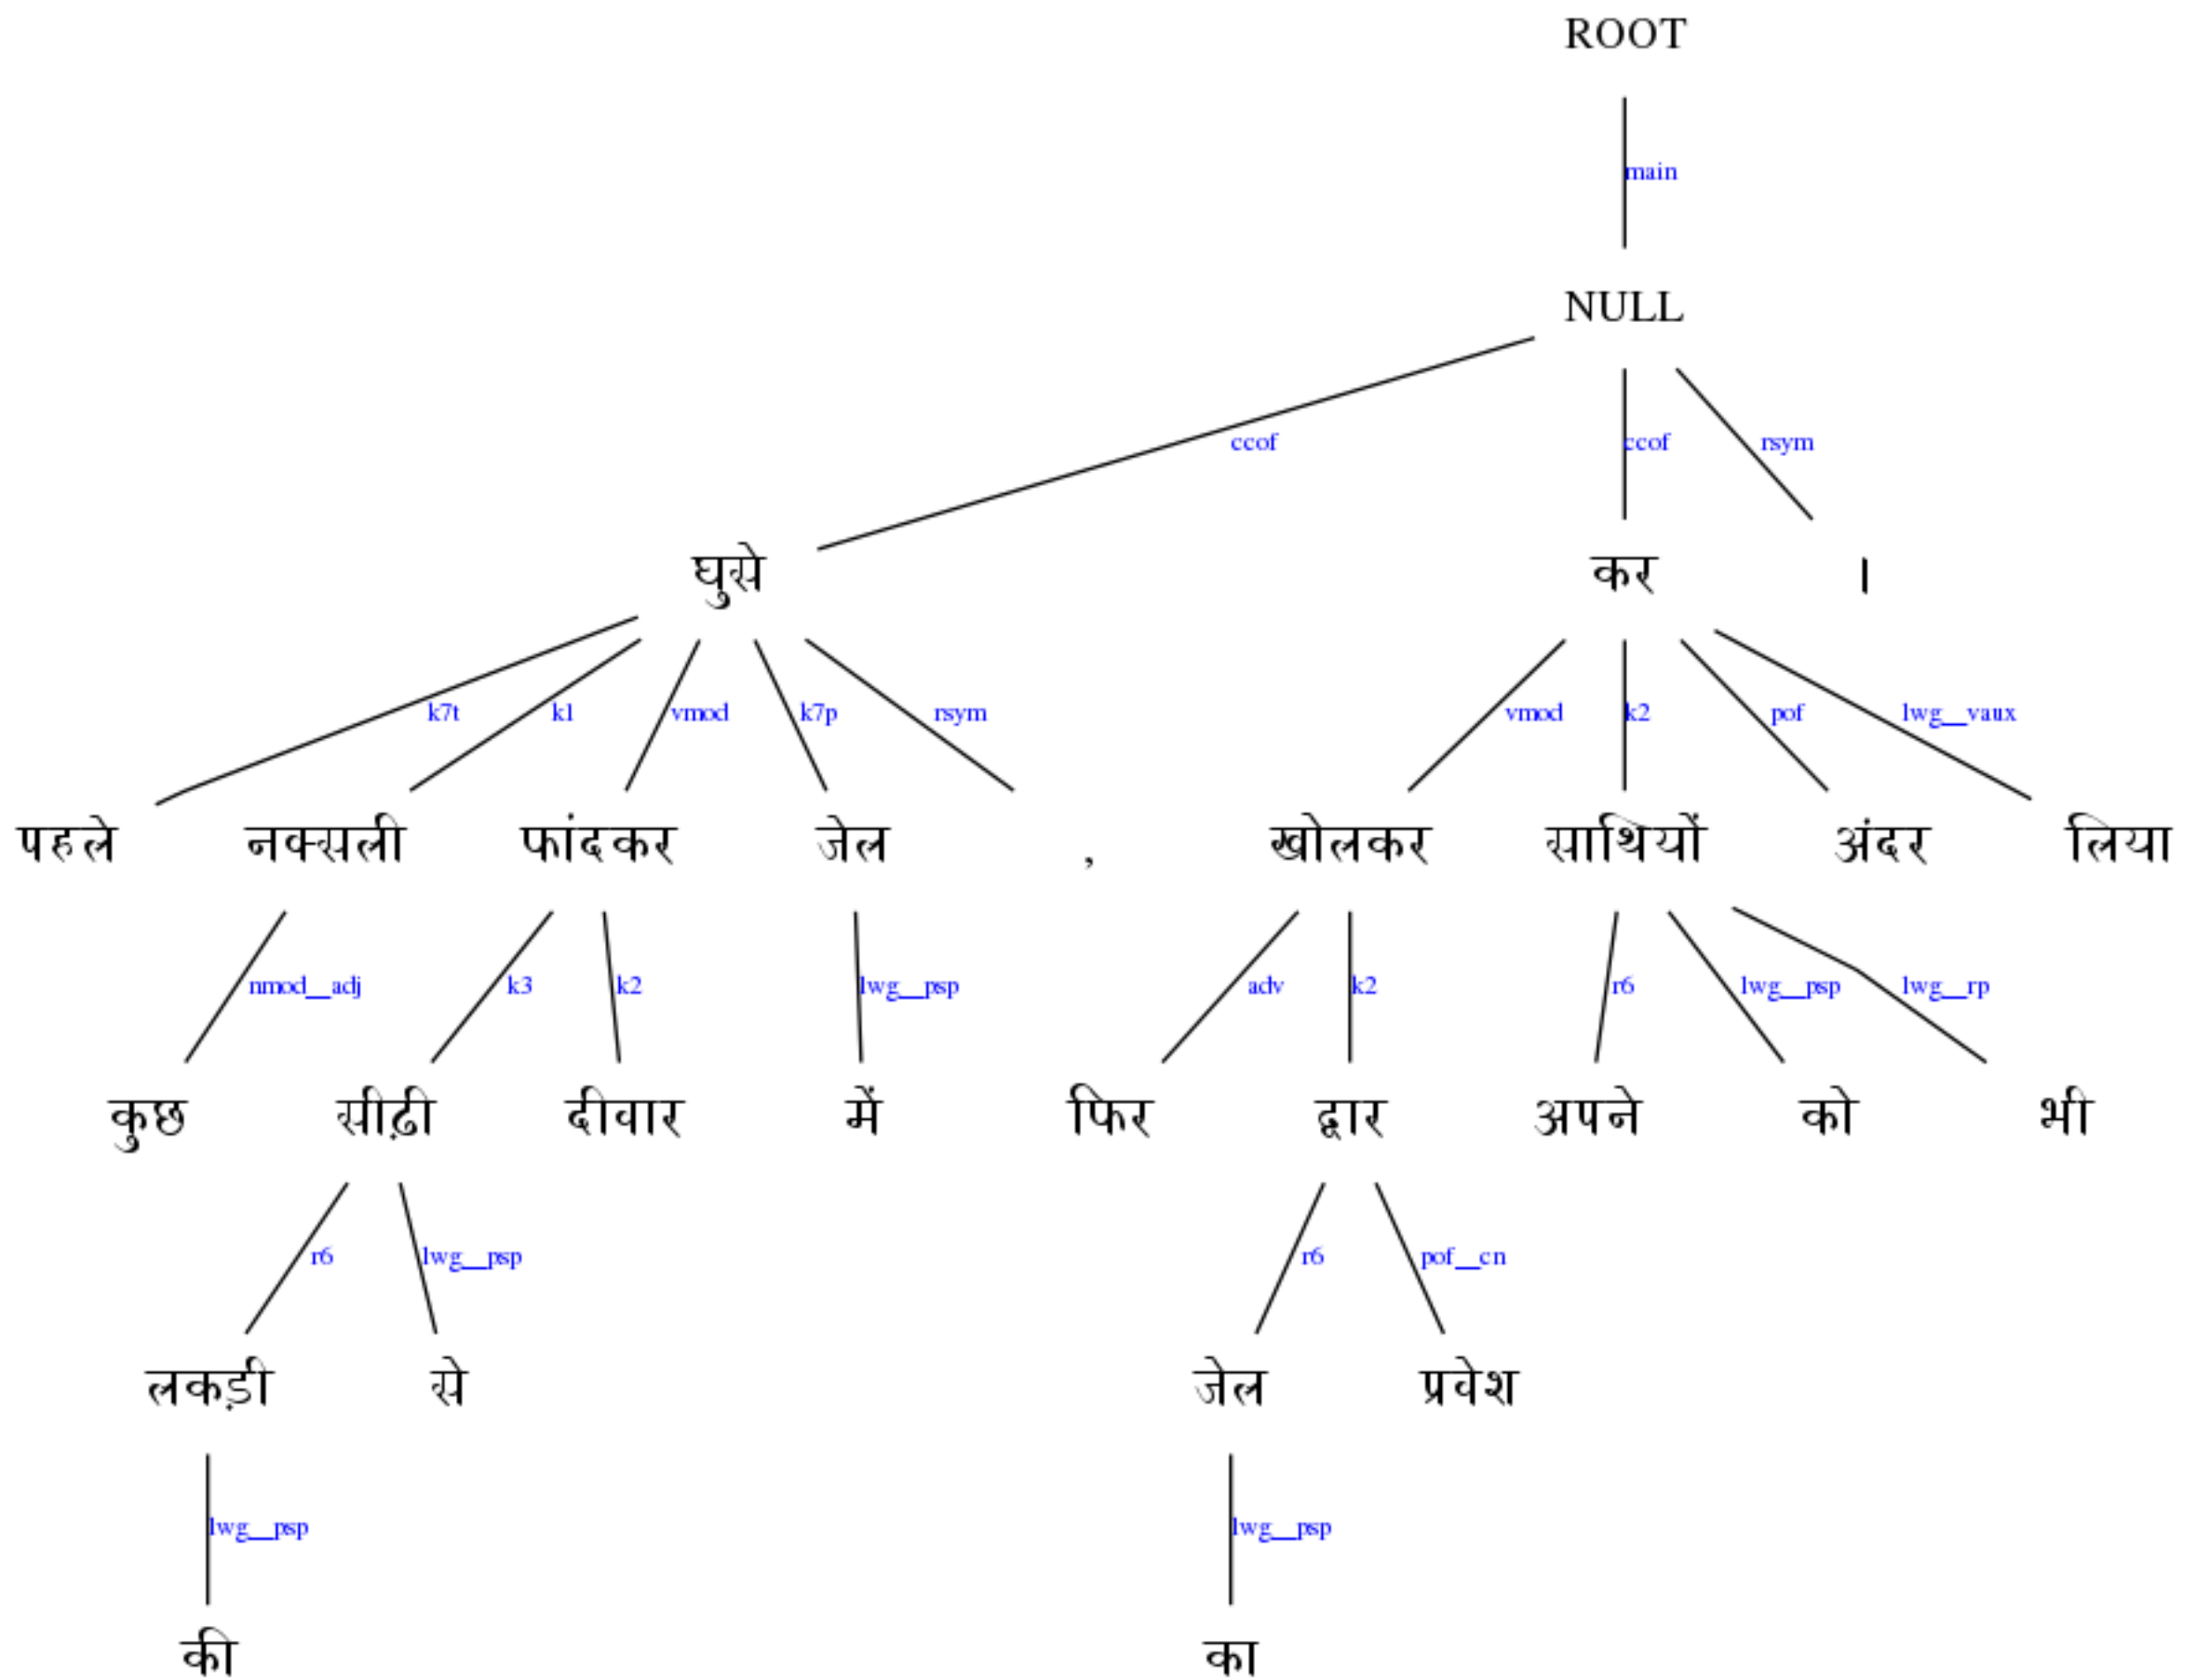 ROOT
main
NULL
ccof ccof rsym
घुसे कर ।
k7t k1 vmod k7p rsym vmod k2 pof lwg__vaux
पहले नक्सली फांदकर जेल , खोलकर साथियों अंदर लिया
nmod__adj k3 k2 lwg__psp adv k2 r6 lwg__psp lwg__rp
कुछ सीढ़ी दीवार में फिर द्वार अपने को भी
r6 lwg__psp r6 pof__cn
लकड़ी से जेल प्रवेश
lwg__psp lwg__psp
की का